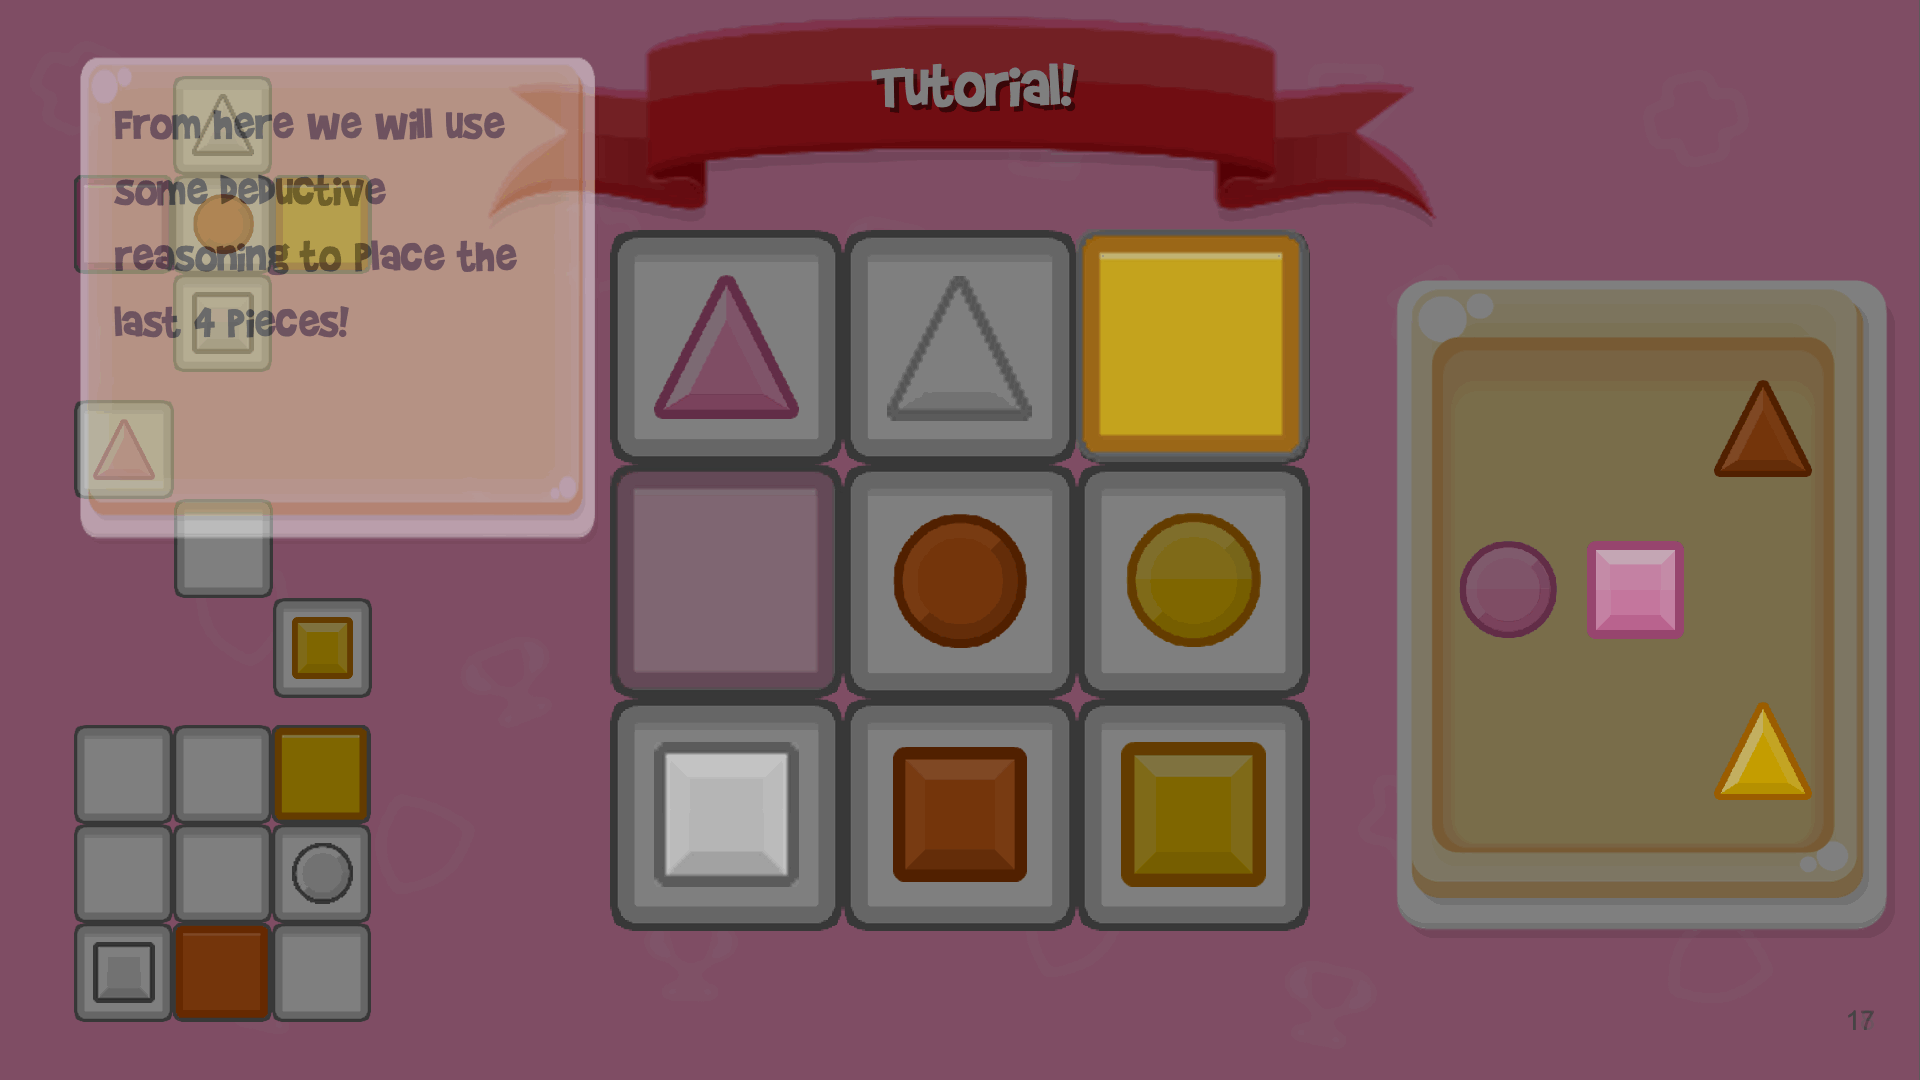 Tutorial!
From here we will use
some deductive
reasoning to place the
last 4 pieces!
17